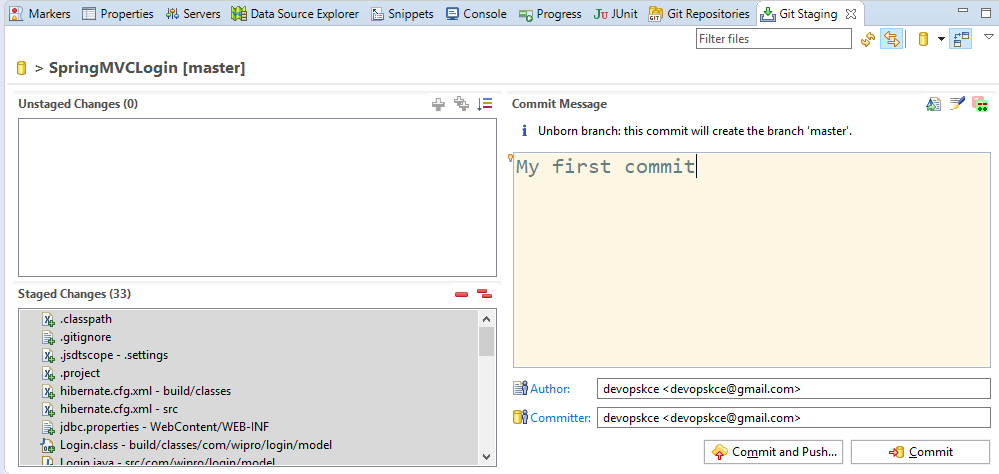 Markers Properties Servers Data Source Explorer Snippets Console Progress JUnit Git Repositories Git Staging
Filter files
> SpringMVCLogin [master]
Unstaged Changes (0)
Commit Message
Unborn branch: this commit will create the branch 'master'.
My first commit
Staged Changes (33)
.classpath
.gitignore
.jsdtscope - .settings
.project
hibernate.cfg.xml - build/classes
hibernate.cfg.xml - src
jdbc.properties - WebContent/WEB-INF
Login.class - build/classes/com/wipro/login/model
Login.java - src/com/wipro/login/model
Author: devopskce <devopskce@gmail.com>
Committer: devopskce <devopskce@gmail.com>
Commit and Push... Commit